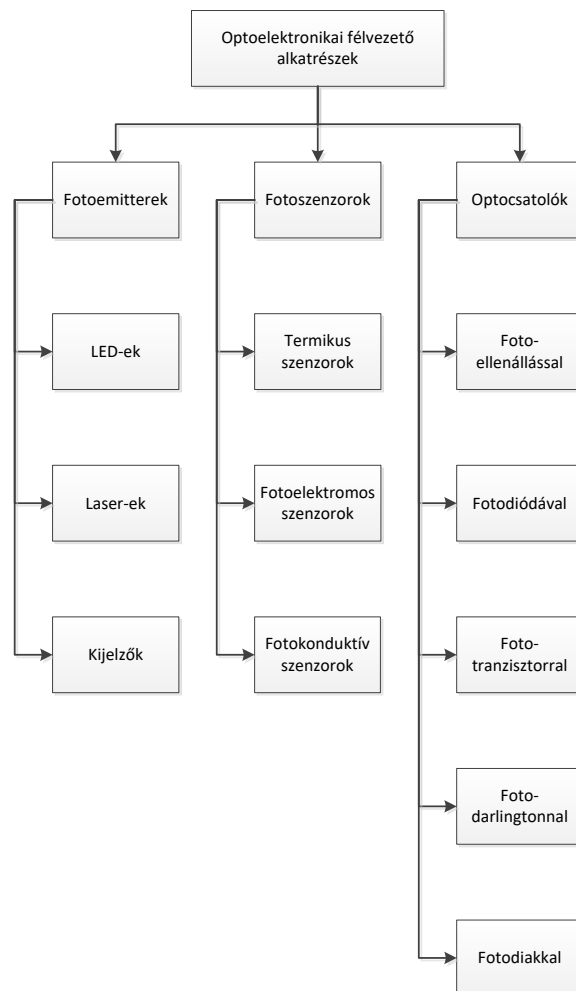 Optoelektronikai félvezető
alkatrészek
Fotoemitterek
Fotoszenzorok
Optocsatolók
LED-ek
Termikus
szenzorok
Foto-
ellenállással
Laser-ek
Fotoelektromos
szenzorok
Fotodiódával
Kijelzők
Fotokonduktív
szenzorok
Foto-
tranzisztorral
Foto-
darlingtonnal
Fotodiakkal